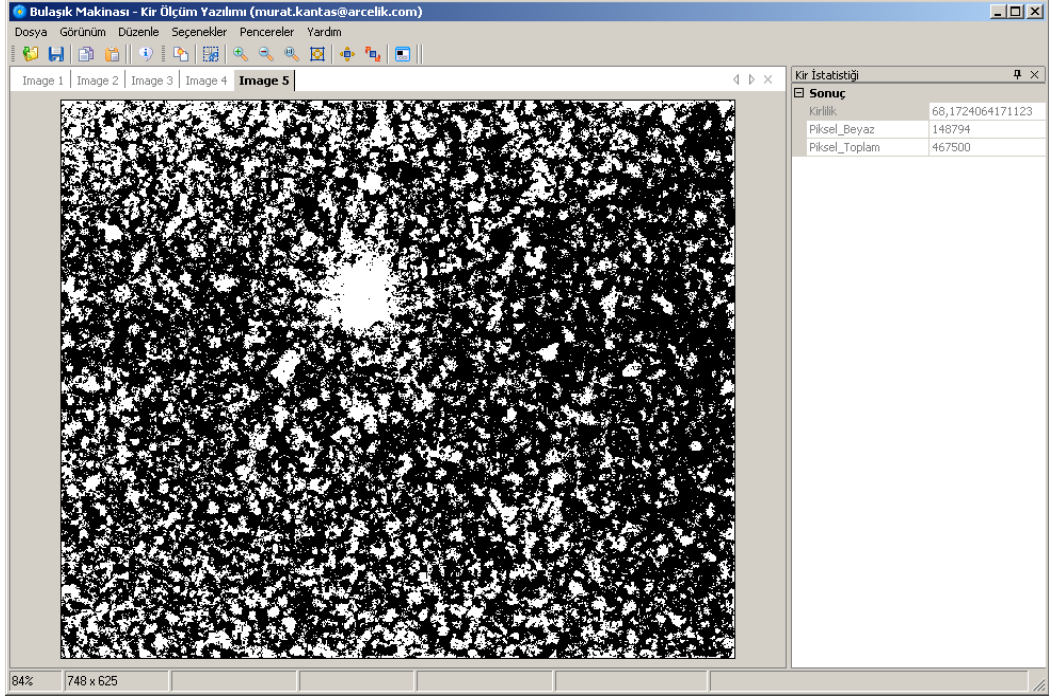 Bulaşık Makinası - Kir Ölçüm Yazılımı (murat.kantas@arcelik.com)
Dosya Görünüm Düzenle Seçenekler Pencereler Yardım
Image 1 Image 2 Image 3 Image 4 Image 5
Kir İstatistiği
Sonuç
Kirlilik 68,1724064171123
Piksel_Beyaz 148794
Piksel_Toplam 467500
84% 748 x 625